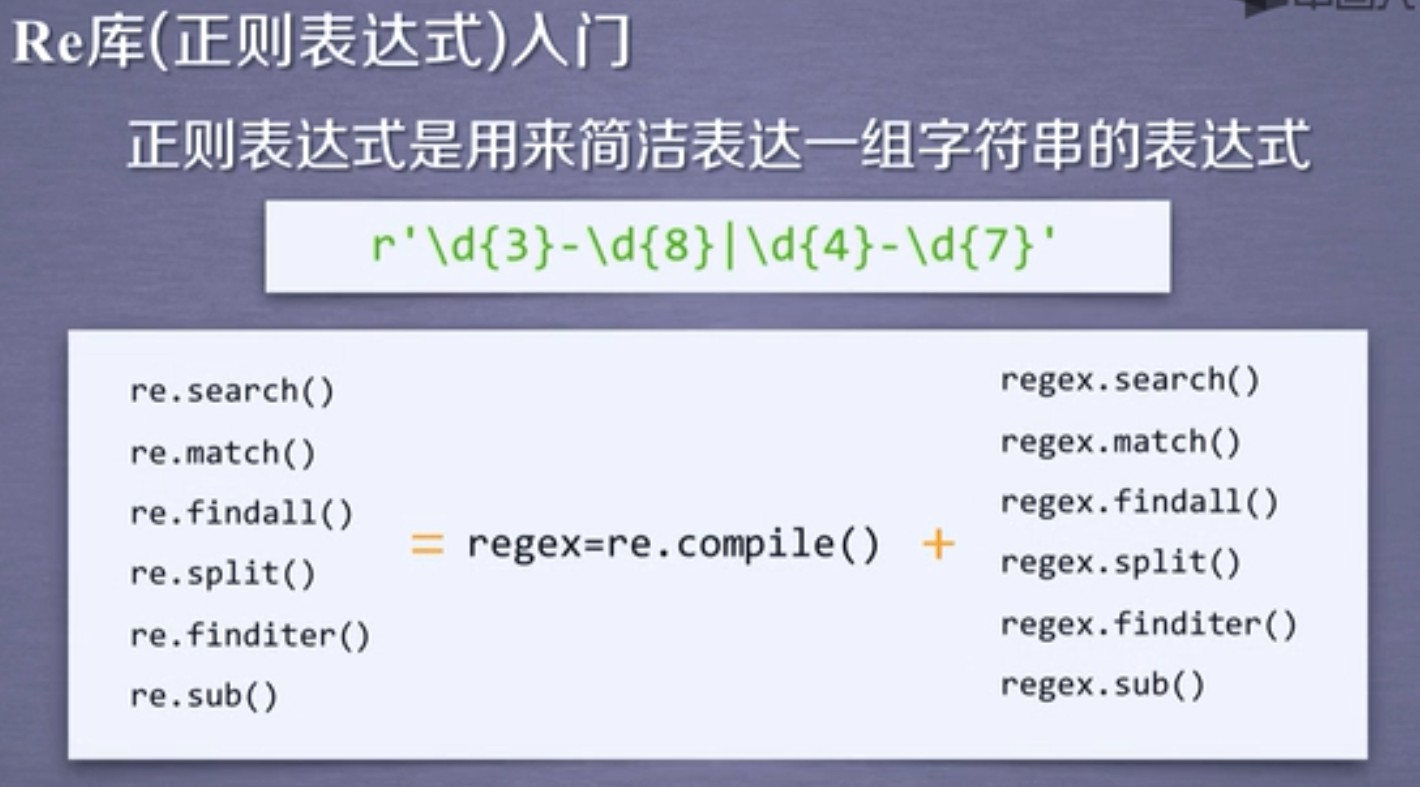 Re库(正则表达式)入门
正则表达式是用来简洁表达一组字符串的表达式
r'\d{3}-\d{8}|\d{4}-\d{7}'
re.search()
re.match()
re.findall()
re.split()
re.finditer()
re.sub()
= regex=re.compile() +
regex.search()
regex.match()
regex.findall()
regex.split()
regex.finditer()
regex.sub()